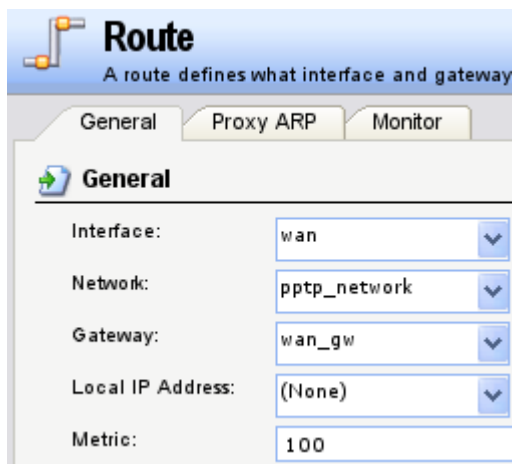 Route
A route defines what interface and gateway
General Proxy ARP Monitor
General
Interface: wan
Network: pptp_network
Gateway: wan_gw
Local IP Address: (None)
Metric: 100